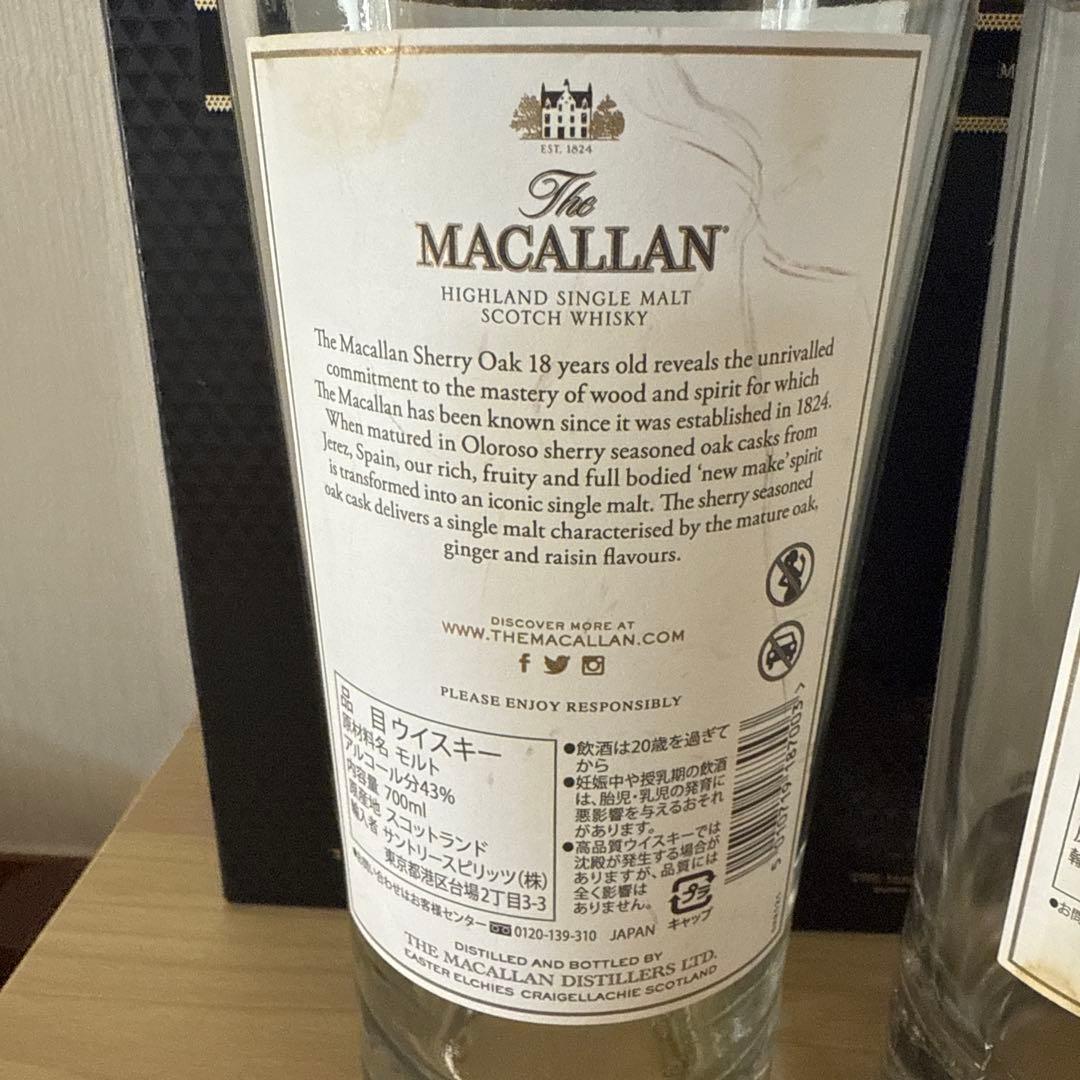 EST. 1824
The
MACALLAN
HIGHLAND SINGLE MALT
SCOTCH WHISKY
The Macallan Sherry Oak 18 years old reveals the unrivalled
commitment to the mastery of wood and spirit for which
The Macallan has been known since it was established in 1824.
When matured in Oloroso sherry seasoned oak casks from
Jerez, Spain, our rich, fruity and full bodied ‘new make’ spirit
is transformed into an iconic single malt. The sherry seasoned
oak cask delivers a single malt characterised by the mature oak,
ginger and raisin flavours.
DISCOVER MORE AT
WWW.THEMACALLAN.COM
PLEASE ENJOY RESPONSIBLY
品 目 ウイスキー
原材料名 モルト
アルコール分43%
内容量 700ml
原産地 スコットランド
輸入者 サントリースピリッツ(株)
東京都港区台場2丁目3-3
●飲酒は20歳を過ぎて
から
●妊娠中や授乳期の飲酒
は、胎児・乳児の発育に
悪影響を与えるおそれ
があります。
●高品質ウイスキーでは
沈殿が発生する場合が
ありますが、品質には
全く影響は
ありません。
プラ
キャップ
●お問い合わせはお客様センター 0120-139-310 JAPAN
5 010719 187003 >
DISTILLED AND BOTTLED BY
THE MACALLAN DISTILLERS LTD.
EASTER ELCHIES CRAIGELLACHIE SCOTLAND
M
輸
●お問